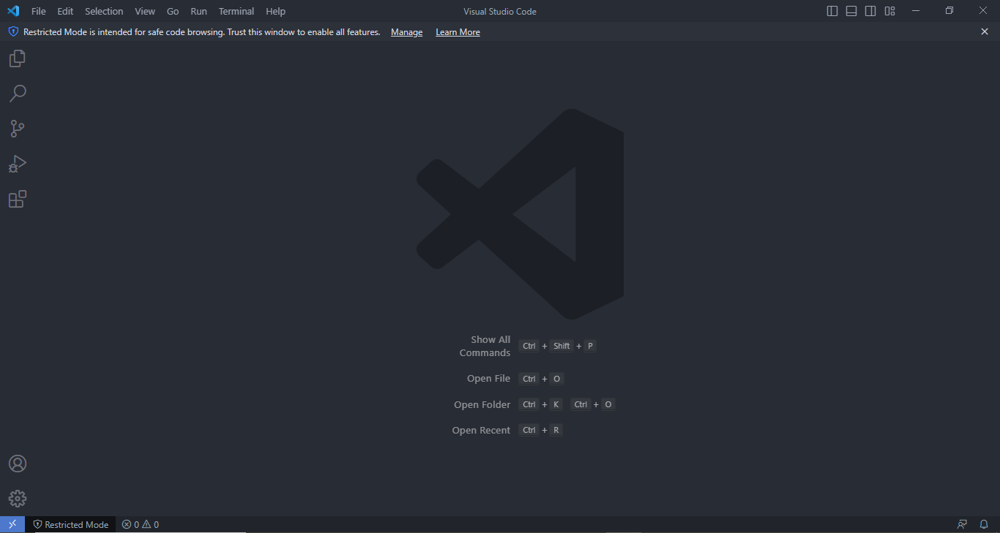 File Edit Selection View Go Run Terminal Help Visual Studio Code
Restricted Mode is intended for safe code browsing. Trust this window to enable all features. Manage Learn More
Show All
Commands Ctrl + Shift + P
Open File Ctrl + O
Open Folder Ctrl + K Ctrl + O
Open Recent Ctrl + R
Restricted Mode 0 0